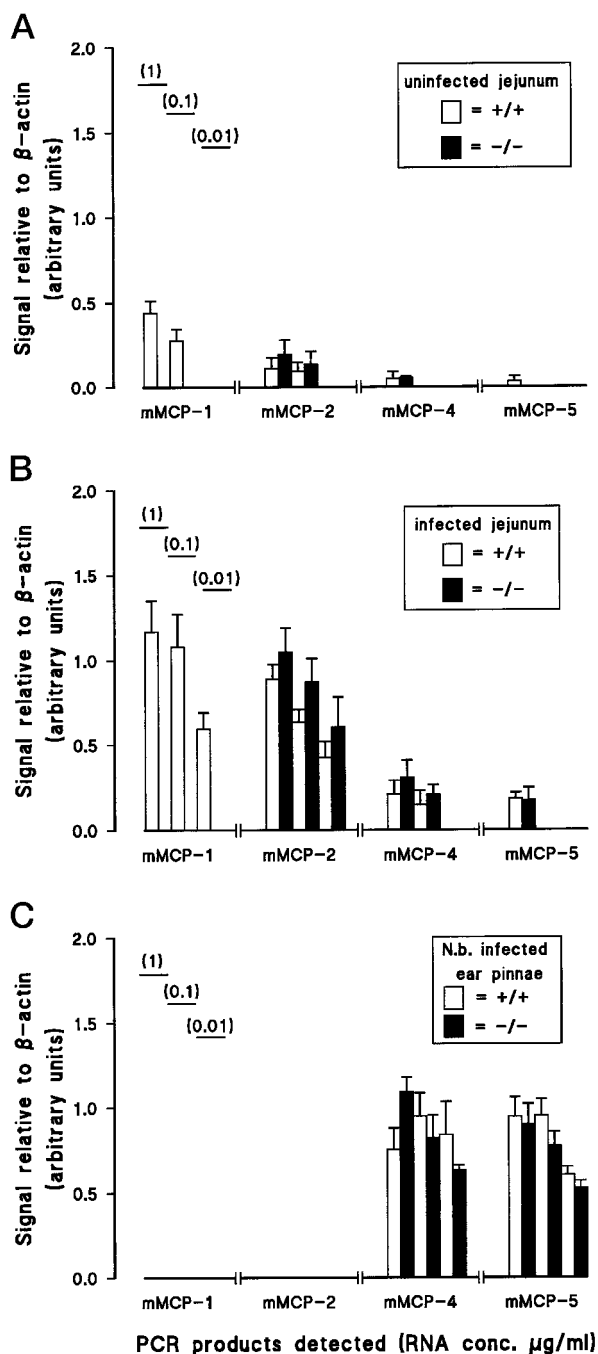 A
Signal relative to β-actin
(arbitrary units)
2.0
1.5
1.0
0.5
0.0
(1)
(0.1)
(0.01)
uninfected jejunum
= +/+
= -/-
mMCP-1
mMCP-2
mMCP-4
mMCP-5
B
Signal relative to β-actin
(arbitrary units)
2.0
1.5
1.0
0.5
0.0
(1)
(0.1)
(0.01)
infected jejunum
= +/+
= -/-
mMCP-1
mMCP-2
mMCP-4
mMCP-5
C
Signal relative to β-actin
(arbitrary units)
2.0
1.5
1.0
0.5
0.0
(1)
(0.1)
(0.01)
N.b. infected
ear pinnae
= +/+
= -/-
mMCP-1
mMCP-2
mMCP-4
mMCP-5
PCR products detected (RNA conc. μg/ml)